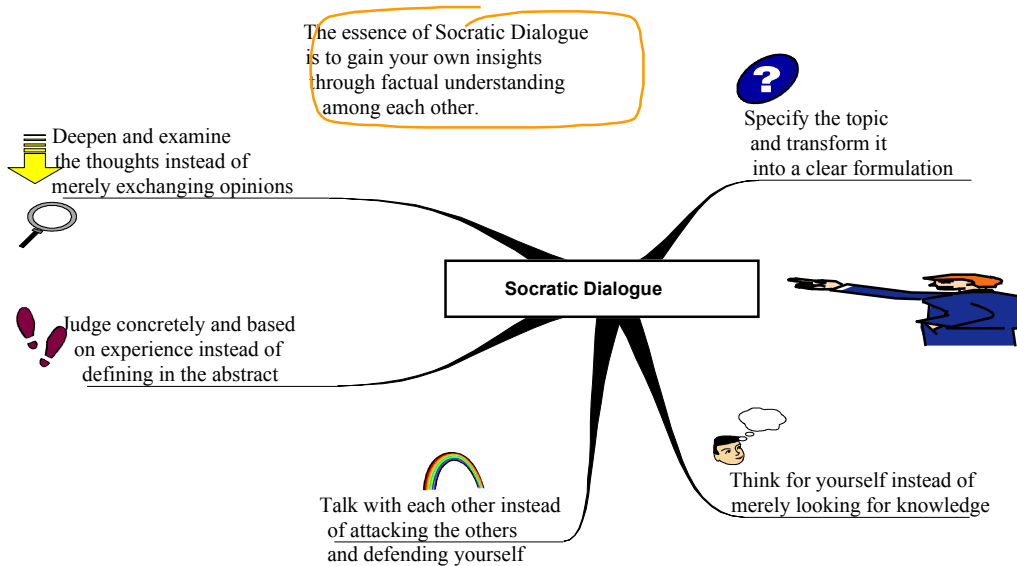 The essence of Socratic Dialogue
is to gain your own insights
through factual understanding
among each other.
?
Specify the topic
and transform it
into a clear formulation
Deepen and examine
the thoughts instead of
merely exchanging opinions
Socratic Dialogue
Judge concretely and based
on experience instead of
defining in the abstract
Think for yourself instead of
merely looking for knowledge
Talk with each other instead
of attacking the others
and defending yourself